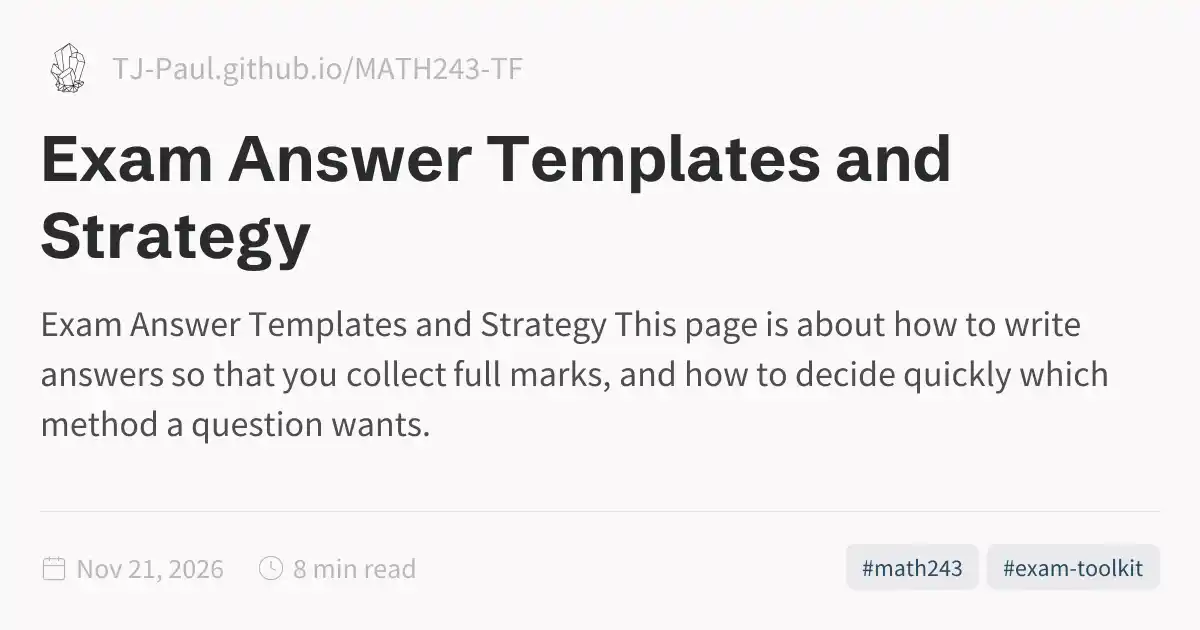 TJ-Paul.github.io/MATH243-TF
Exam Answer Templates and
Strategy
Exam Answer Templates and Strategy This page is about how to write
answers so that you collect full marks, and how to decide quickly which
method a question wants.
Nov 21, 2026 8 min read #math243 #exam-toolkit